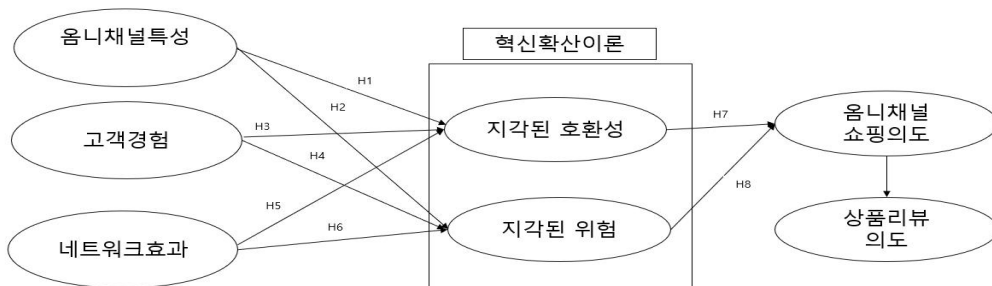 옴니채널특성
혁신확산이론
H1
H2
고객경험
H3
지각된 호환성
H7
옴니채널
쇼핑의도
H4
H8
H5
네트워크효과
H6
지각된 위험
상품리뷰
의도